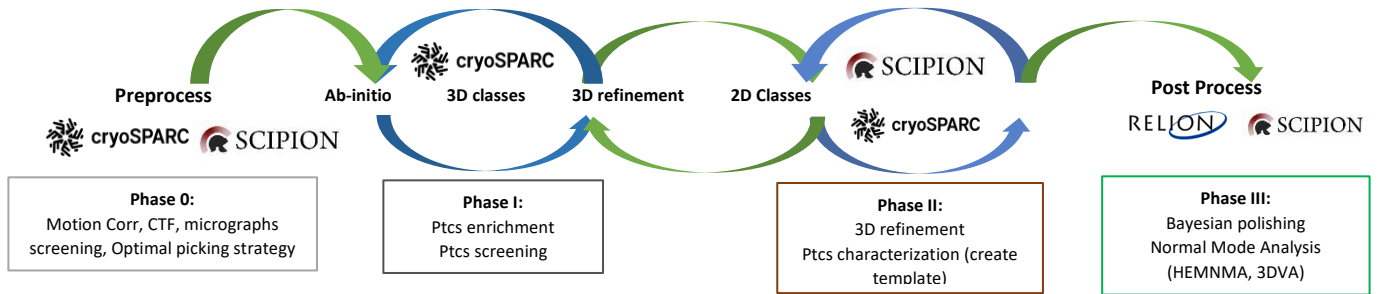 cryoSPARC
SCIPION
Preprocess
Ab-initio
3D classes
3D refinement
2D Classes
Post Process
cryoSPARC
SCIPION
cryoSPARC
RELION
SCIPION
Phase 0:
Motion Corr, CTF, micrographs
screening, Optimal picking strategy
Phase I:
Ptcs enrichment
Ptcs screening
Phase II:
3D refinement
Ptcs characterization (create
template)
Phase III:
Bayesian polishing
Normal Mode Analysis
(HEMNMA, 3DVA)